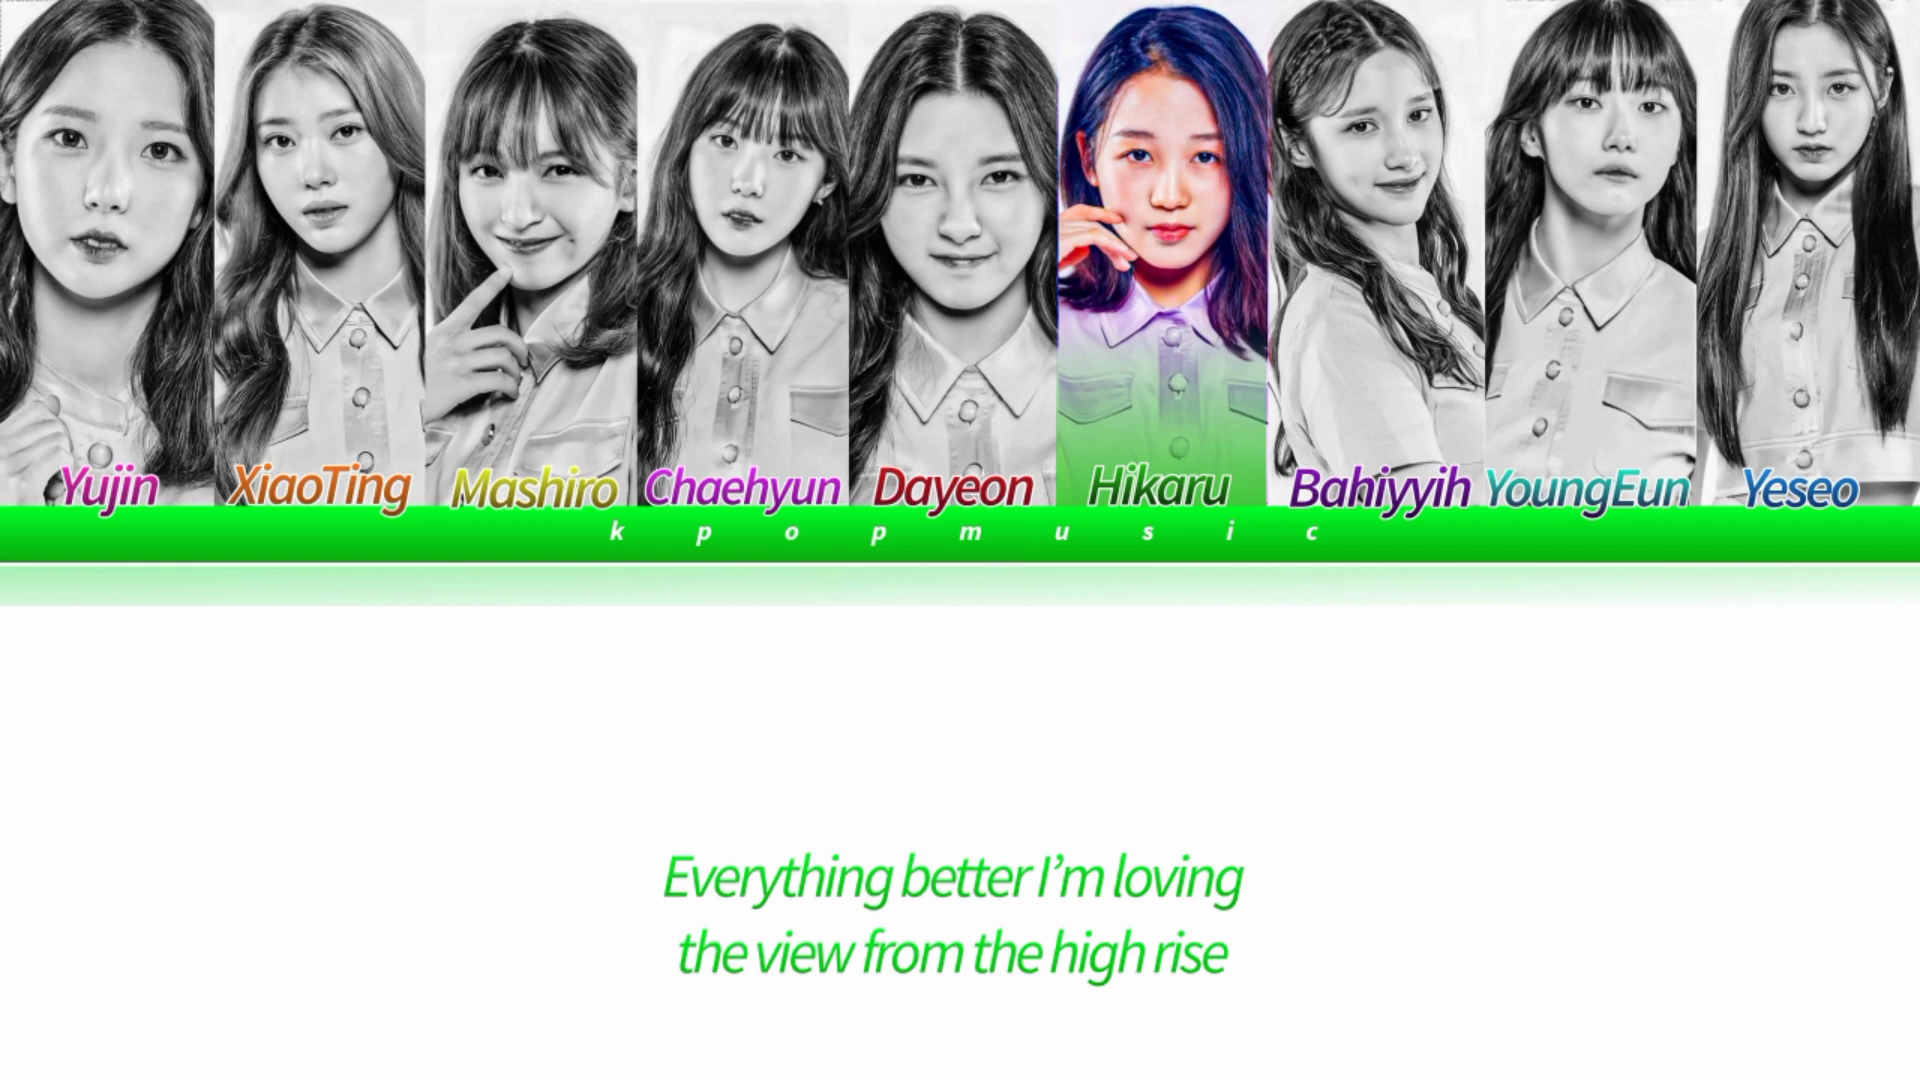 Yujin XiaoTing Mashiro Chaehyun Dayeon Hikaru Bahiyyih YoungEun Yeseo
k p o p m u s i c
Everything better I'm loving
the view from the high rise